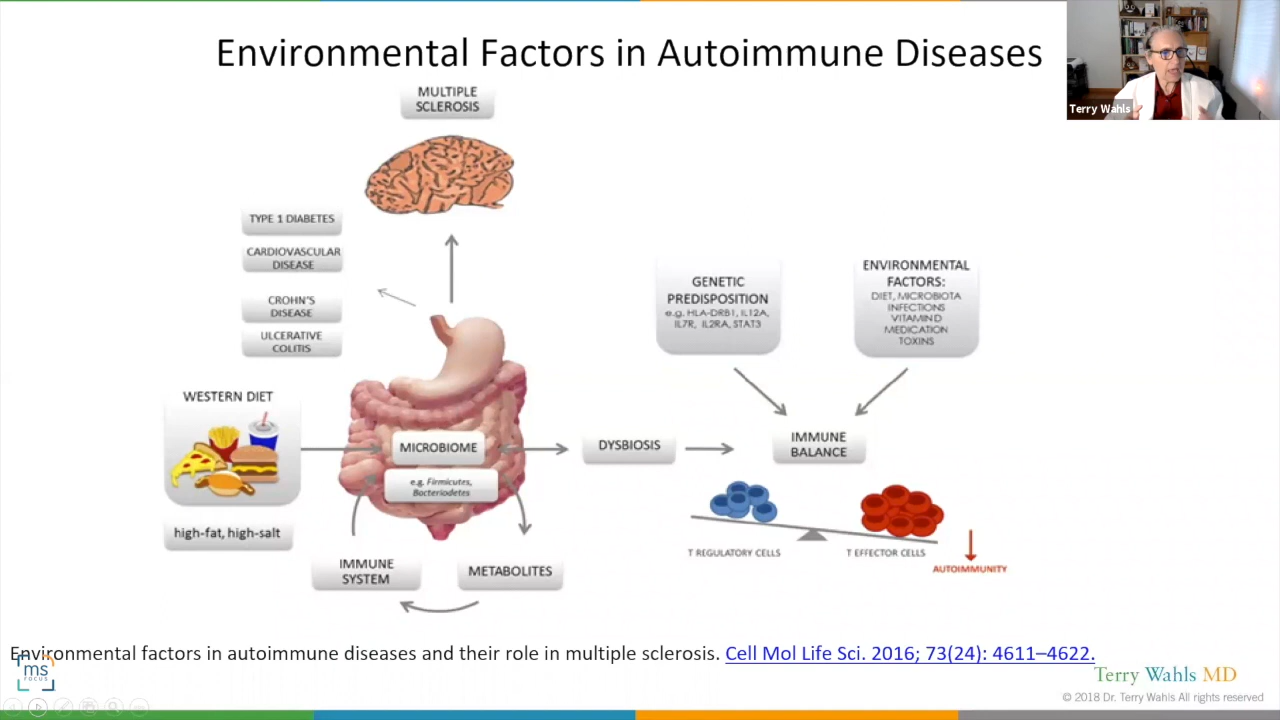 Environmental Factors in Autoimmune Diseases
Terry Wahls
MULTIPLE
SCLEROSIS
TYPE 1 DIABETES
CARDIOVASCULAR
DISEASE
CROHN'S
DISEASE
ULCERATIVE
COLITIS
WESTERN DIET
high-fat, high-salt
MICROBIOME
e.g. Firmicutes,
Bacteriodetes
IMMUNE
SYSTEM
METABOLITES
DYSBIOSIS
GENETIC
PREDISPOSITION
e.g. HLA-DRB1, IL12A,
IL7R, IL2RA, STAT3
ENVIRONMENTAL
FACTORS:
DIET, MICROBIOTA
INFECTIONS
VITAMIN D
MEDICATION
TOXINS
IMMUNE
BALANCE
T REGULATORY CELLS
T EFFECTOR CELLS
AUTOIMMUNITY
Environmental factors in autoimmune diseases and their role in multiple sclerosis. Cell Mol Life Sci. 2016; 73(24): 4611–4622.
ms
FOCUS
Terry Wahls MD
© 2018 Dr. Terry Wahls All rights reserved